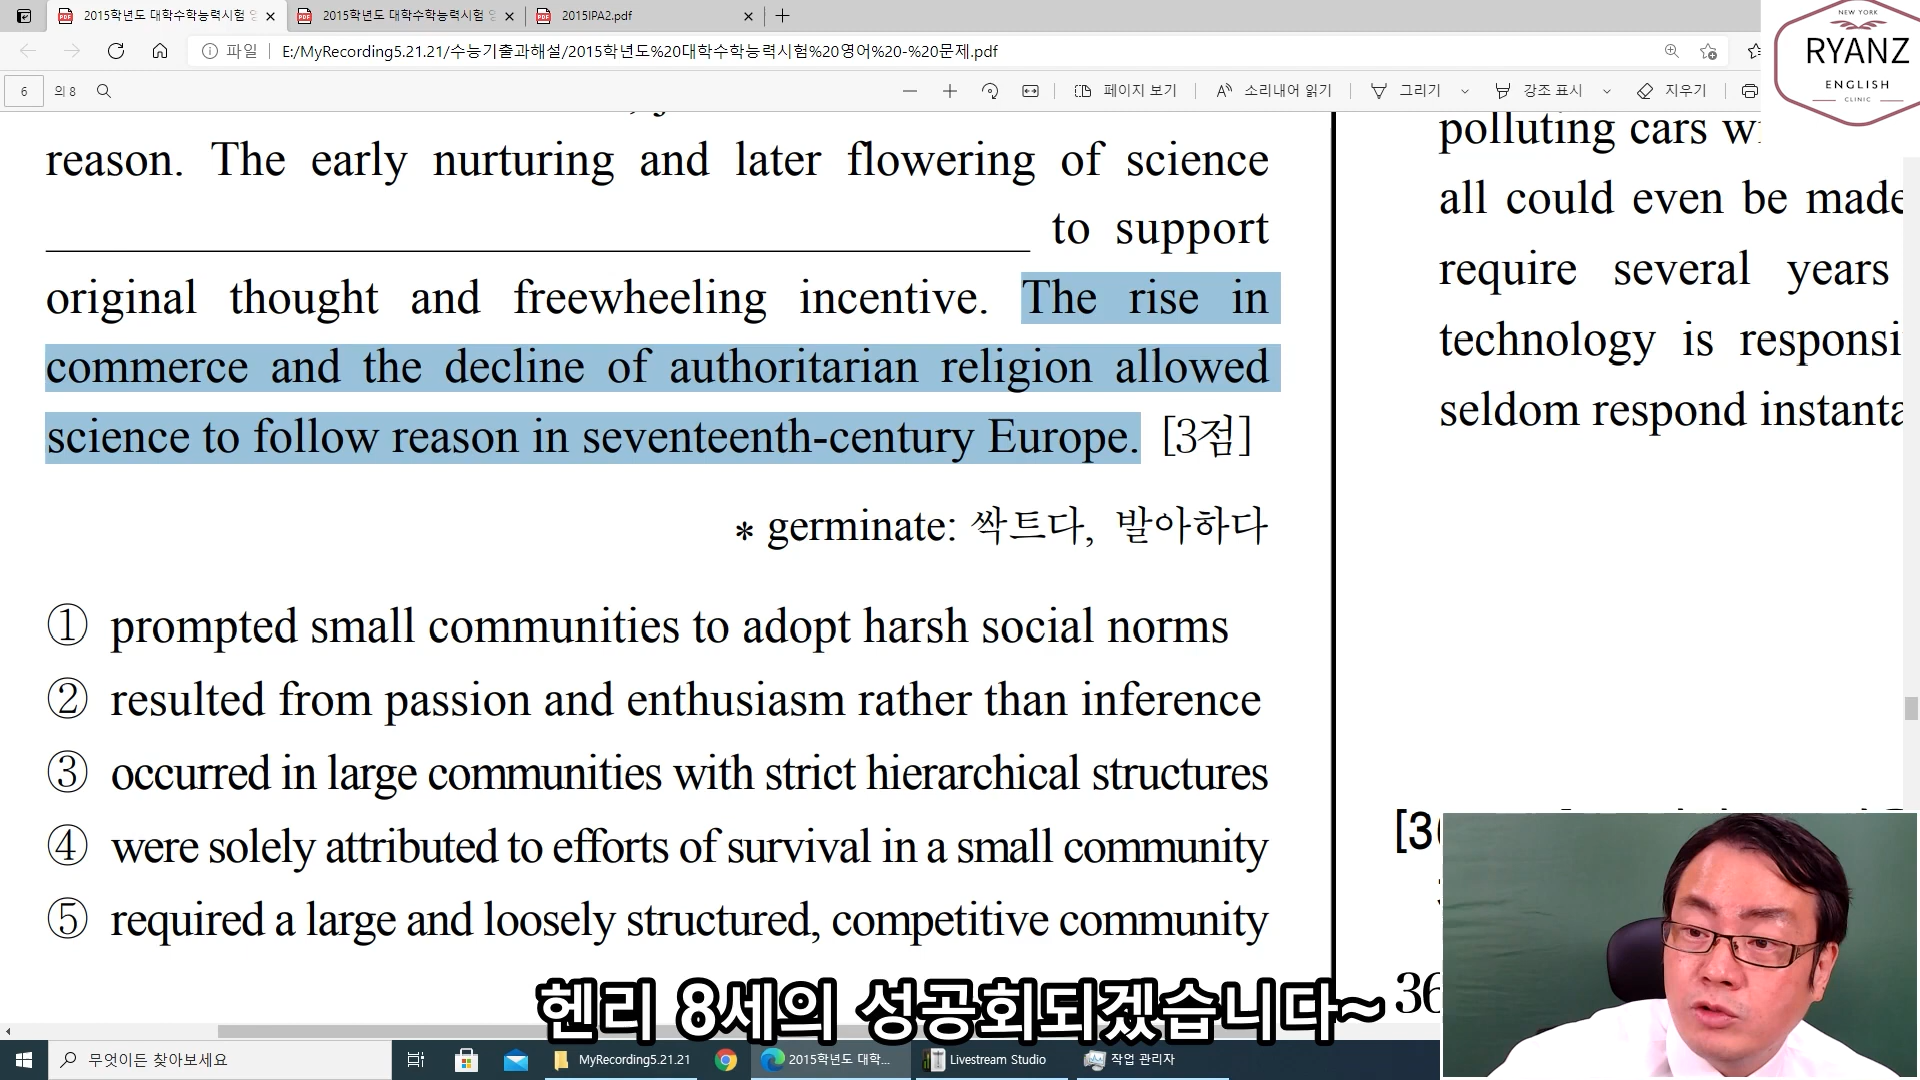 2015학년도 대학수학능력시험 영
2015학년도 대학수학능력시험 영
2015IPA2.pdf
파일
E:/MyRecording5.21.21/수능기출과해설/2015학년도%20대학수학능력시험%20영어%20-%20문제.pdf
6 의 8
페이지 보기
소리내어 읽기
그리기
강조 표시
지우기
NEW YORK
RYANZ
ENGLISH
CLINIC
reason. The early nurturing and later flowering of science
to support
original thought and freewheeling incentive. The rise in
commerce and the decline of authoritarian religion allowed
science to follow reason in seventeenth-century Europe. [3점]
* germinate: 싹트다, 발아하다
① prompted small communities to adopt harsh social norms
② resulted from passion and enthusiasm rather than inference
③ occurred in large communities with strict hierarchical structures
④ were solely attributed to efforts of survival in a small community
⑤ required a large and loosely structured, competitive community
polluting cars w
all could even be made
require several years
technology is responsi
seldom respond instanta
[36
36
헨리 8세의 성공회되겠습니다~
무엇이든 찾아보세요
MyRecording5.21.21
2015학년도 대학...
Livestream Studio
작업 관리자